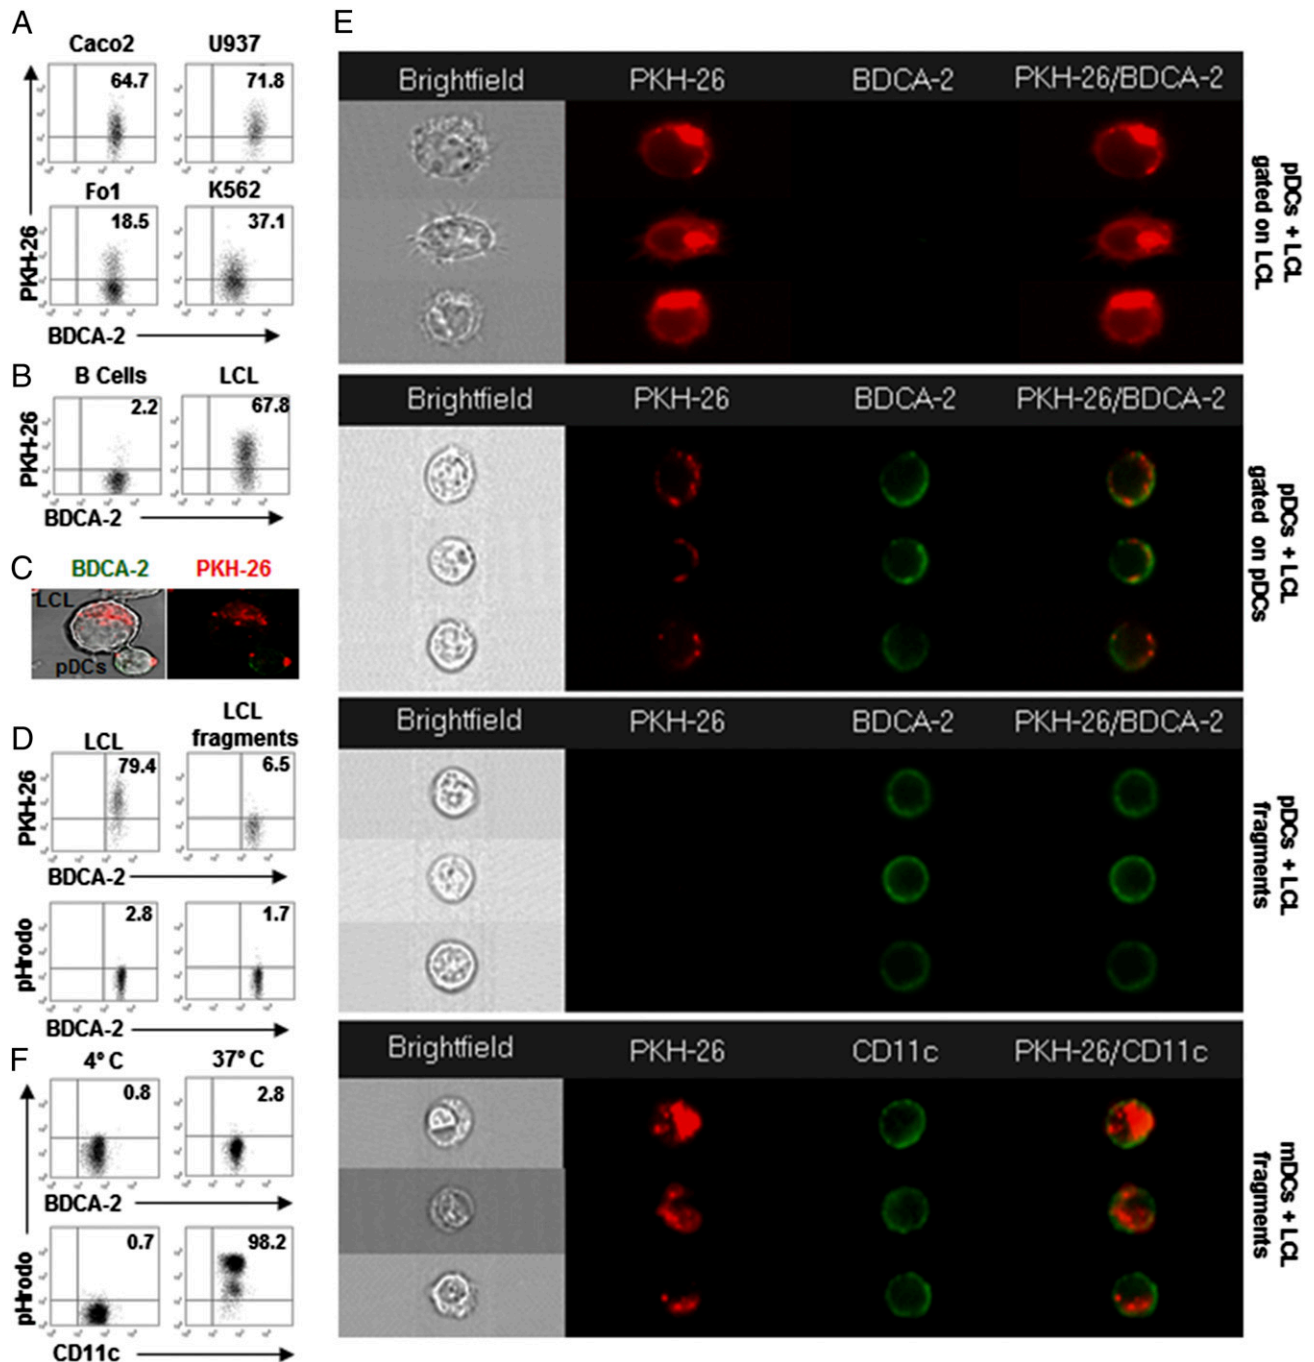 A
Caco2 U937
64.7 71.8
Fo1 K562
18.5 37.1
PKH-26
BDCA-2
B
B Cells LCL
2.2 67.8
PKH-26
BDCA-2
C
BDCA-2 PKH-26
LCL
pDCs
D
LCL LCL fragments
79.4 6.5
PKH-26
BDCA-2
2.8 1.7
pHrodo
BDCA-2
F
4° C 37° C
0.8 2.8
BDCA-2
0.7 98.2
pHrodo
CD11c
E
Brightfield PKH-26 BDCA-2 PKH-26/BDCA-2
pDCs + LCL
gated on LCL
Brightfield PKH-26 BDCA-2 PKH-26/BDCA-2
pDCs + LCL
gated on pDCs
Brightfield PKH-26 BDCA-2 PKH-26/BDCA-2
pDCs + LCL
fragments
Brightfield PKH-26 CD11c PKH-26/CD11c
mDCs + LCL
fragments